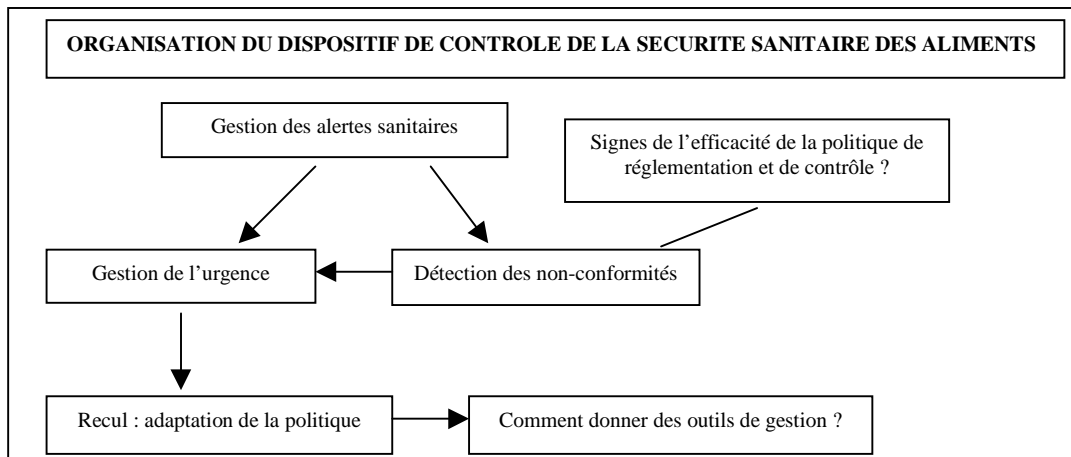 ORGANISATION DU DISPOSITIF DE CONTROLE DE LA SECURITE SANITAIRE DES ALIMENTS
Gestion des alertes sanitaires
Signes de l’efficacité de la politique de
réglementation et de contrôle ?
Gestion de l’urgence
Détection des non-conformités
Recul : adaptation de la politique
Comment donner des outils de gestion ?